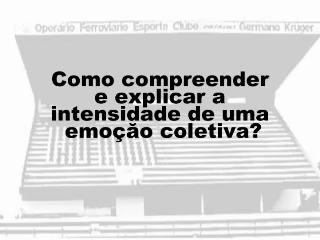 Operário Ferroviário Esporte Clube Germano Krüger
Como compreender
e explicar a
intensidade de uma
emoção coletiva?